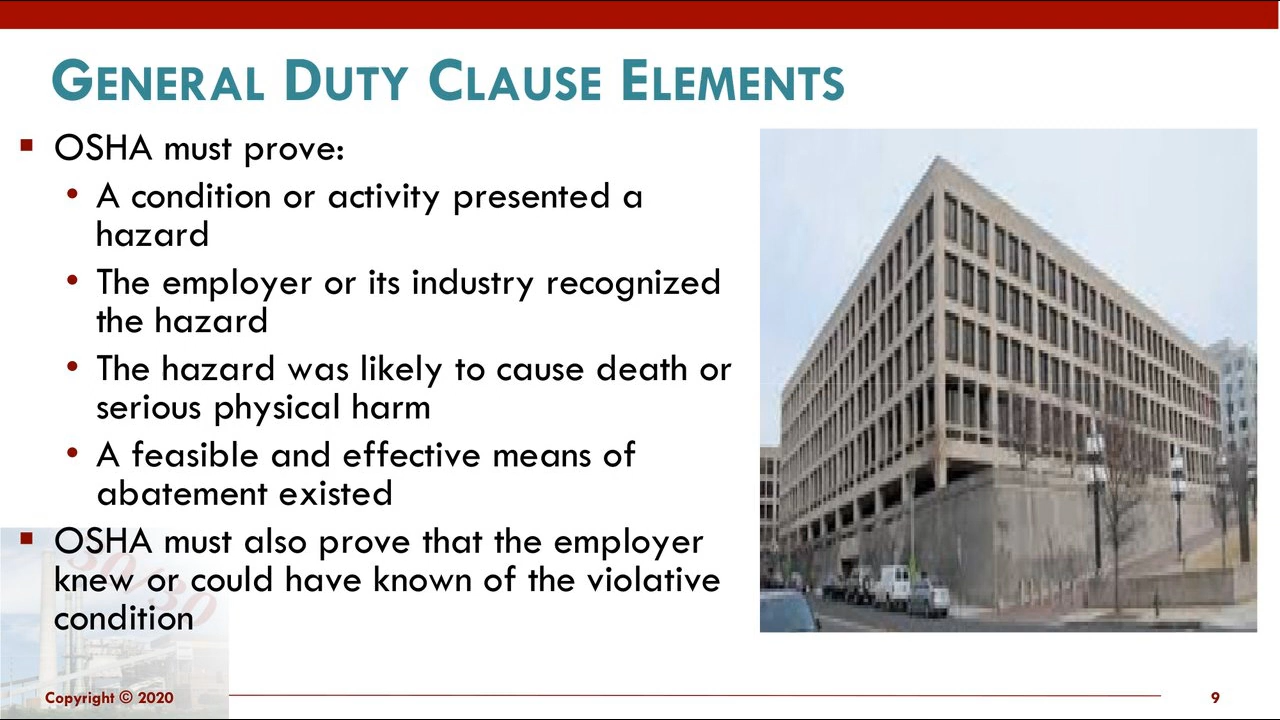 GENERAL DUTY CLAUSE ELEMENTS
▪ OSHA must prove:
• A condition or activity presented a
hazard
• The employer or its industry recognized
the hazard
• The hazard was likely to cause death or
serious physical harm
• A feasible and effective means of
abatement existed
▪ OSHA must also prove that the employer
knew or could have known of the violative
condition
30/30
Copyright © 2020
9